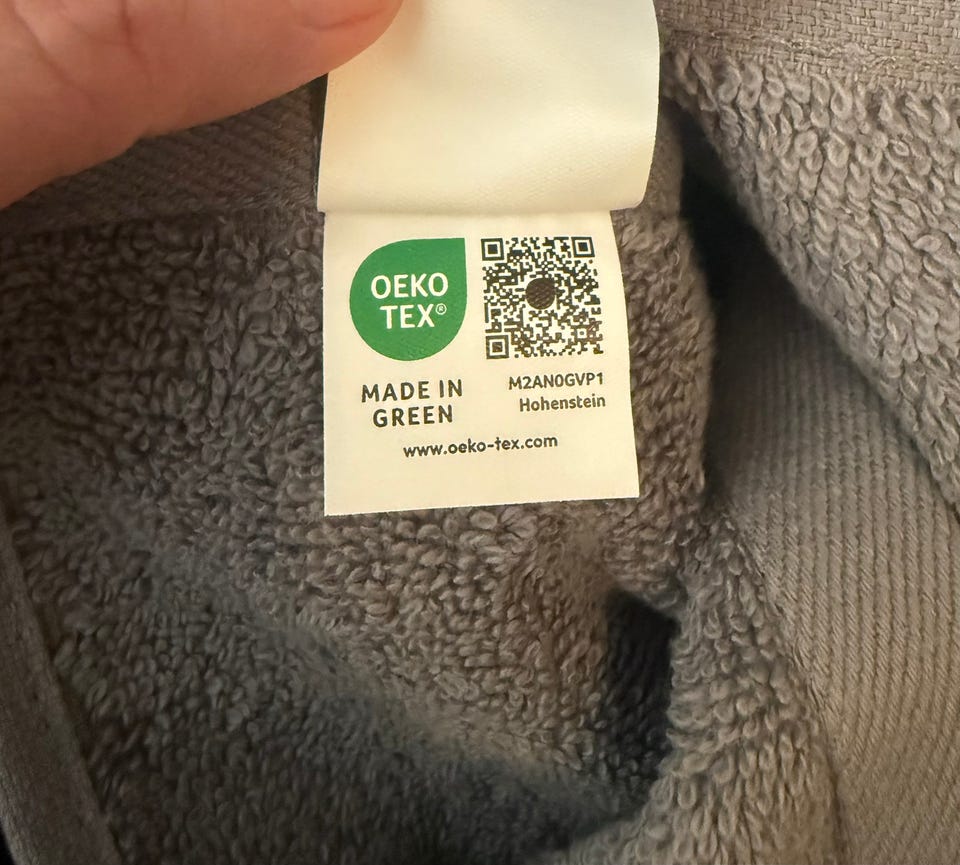 OEKO
TEX®
MADE IN
GREEN
M2AN0GVP1
Hohenstein
www.oeko-tex.com